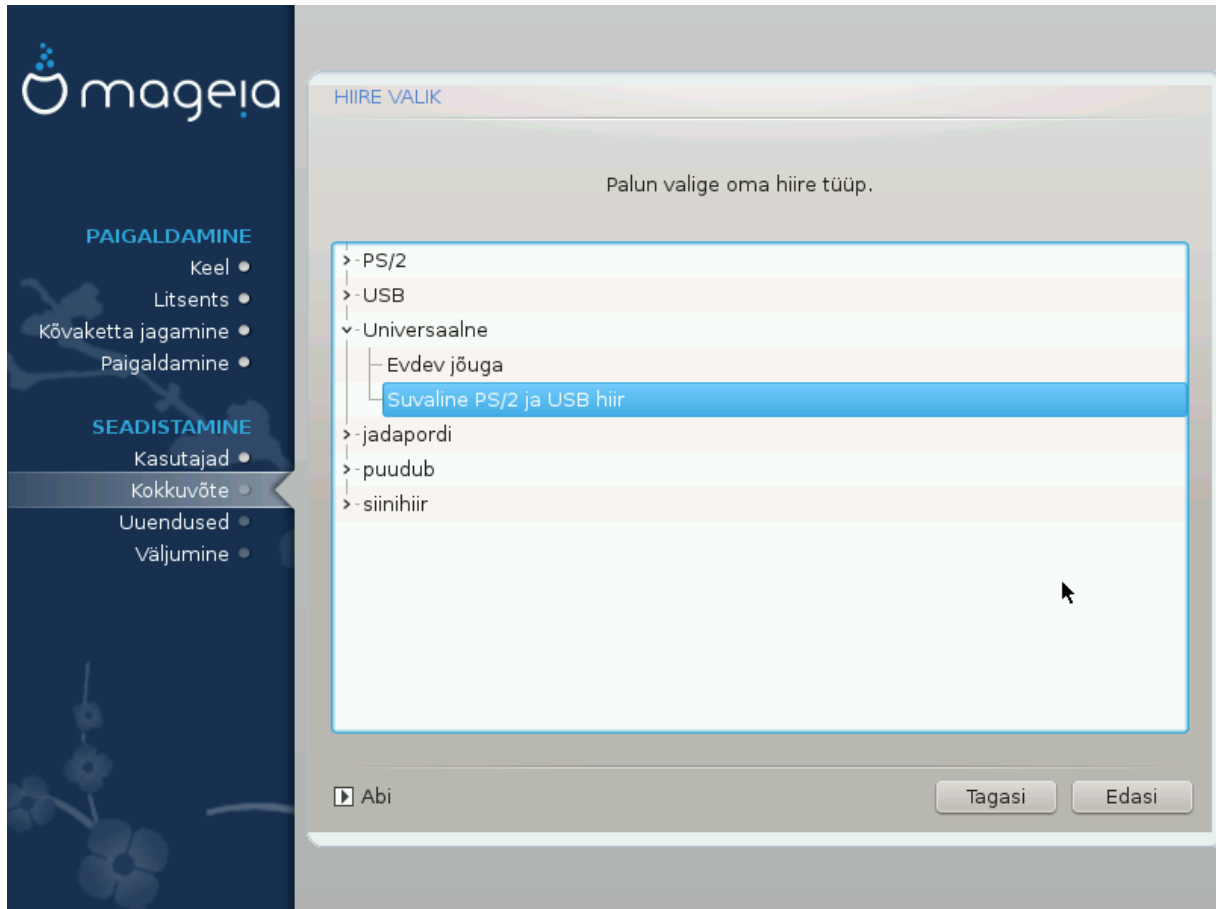 mageia
PAIGALDAMINE
Keel
Litsents
Kõvaketta jagamine
Paigaldamine
SEADISTAMINE
Kasutajad
Kokkuvõte
Uuendused
Väljumine
HIIRE VALIK
Palun valige oma hiire tüüp.
PS/2
USB
Universaalne
Evdev jõuga
Suvaline PS/2 ja USB hiir
jadapordi
puudub
siinihiir
Abi
Tagasi
Edasi